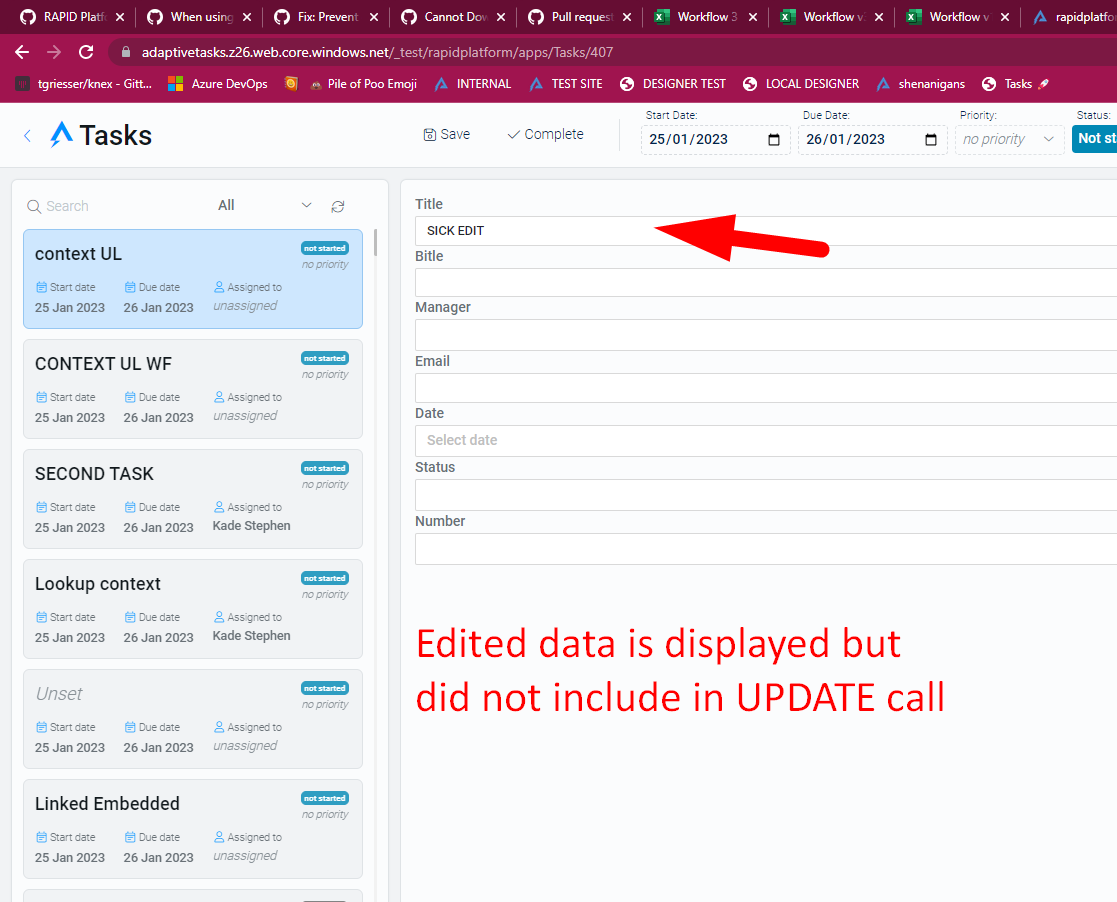 RAPID Platf
When using
Fix: Prevent
Cannot Dow
Pull request
Workflow 3
Workflow v
Workflow v
rapidplatfo
adaptivetasks.z26.web.core.windows.net/_test/rapidplatform/apps/Tasks/407
tgriesser/knex - Gitt...
Azure DevOps
Pile of Poo Emoji
INTERNAL
TEST SITE
DESIGNER TEST
LOCAL DESIGNER
shenanigans
Tasks
Tasks
Save
Complete
Start Date:
25/01/2023
Due Date:
26/01/2023
Priority:
no priority
Status:
Not st
Search
All
context UL
not started
no priority
Start date
Due date
Assigned to
25 Jan 2023
26 Jan 2023
unassigned
CONTEXT UL WF
not started
no priority
Start date
Due date
Assigned to
25 Jan 2023
26 Jan 2023
unassigned
SECOND TASK
not started
no priority
Start date
Due date
Assigned to
25 Jan 2023
26 Jan 2023
Kade Stephen
Lookup context
not started
no priority
Start date
Due date
Assigned to
25 Jan 2023
26 Jan 2023
Kade Stephen
Unset
not started
no priority
Start date
Due date
Assigned to
25 Jan 2023
26 Jan 2023
unassigned
Linked Embedded
not started
no priority
Start date
Due date
Assigned to
25 Jan 2023
26 Jan 2023
unassigned
Title
SICK EDIT
Bitle
Manager
Email
Date
Select date
Status
Number
Edited data is displayed but
did not include in UPDATE call